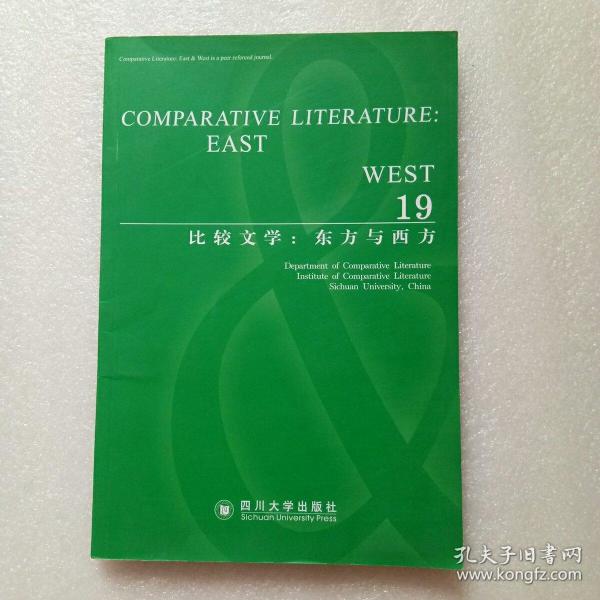 Comparative Literature: East & West is a peer refereed journal.
COMPARATIVE LITERATURE:
EAST
WEST
19
比较文学：东方与西方
Department of Comparative Literature
Institute of Comparative Literature
Sichuan University, China
四川大学出版社
Sichuan University Press
孔夫子旧书网
www.kongfz.com